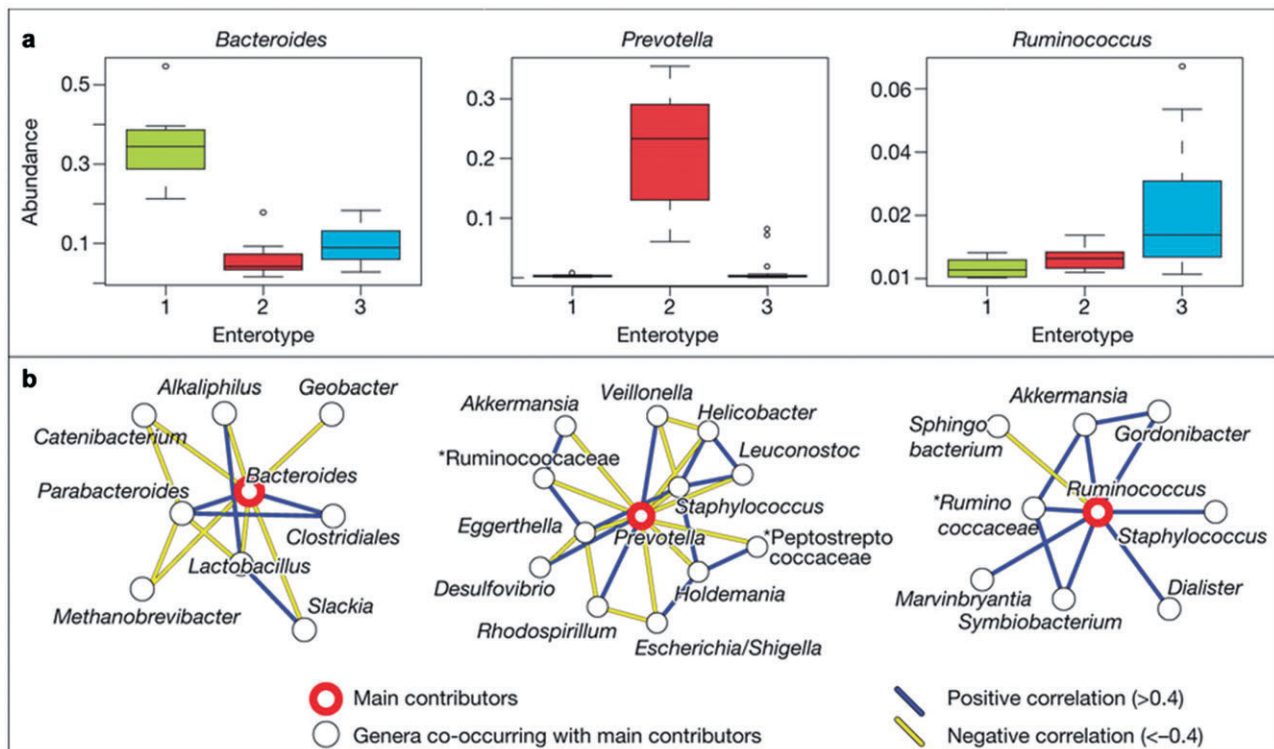 a
Bacteroides
Prevotella
Ruminococcus
Abundance
0.5
0.3
0.1
1
2
3
Enterotype
0.3
0.2
0.1
1
2
3
Enterotype
0.06
0.04
0.02
0.01
1
2
3
Enterotype
b
Alkaliphilus
Geobacter
Catenibacterium
Bacteroides
Parabacteroides
Clostridiales
Lactobacillus
Methanobrevibacter
Slackia
Veillonella
Akkermansia
Helicobacter
*Ruminocoocaceae
Leuconostoc
Staphylococcus
Eggerthella
Prevotella
*Peptostrepto
coccaceae
Desulfovibrio
Holdemania
Rhodospirillum
Escherichia/Shigella
Akkermansia
Sphingo
bacterium
Gordonibacter
Ruminococcus
*Rumino
coccaceae
Staphylococcus
Marvinbryantia
Dialister
Symbiobacterium
Main contributors
Genera co-occurring with main contributors
Positive correlation (>0.4)
Negative correlation (<–0.4)